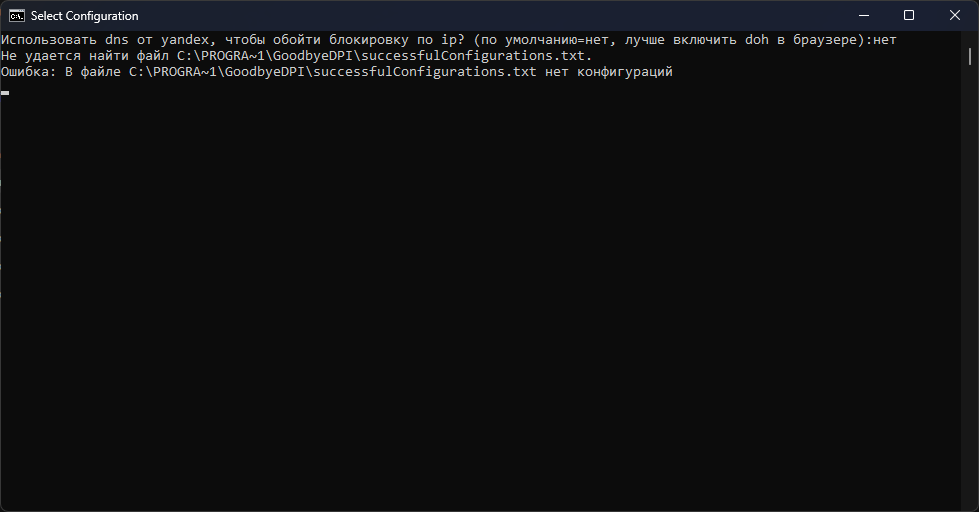 Select Configuration
Использовать dns от yandex, чтобы обойти блокировку по ip? (по умолчанию=нет, лучше включить doh в браузере):нет
Не удается найти файл C:\PROGRA~1\GoodbyeDPI\successfulConfigurations.txt.
Ошибка: В файле C:\PROGRA~1\GoodbyeDPI\successfulConfigurations.txt нет конфигураций